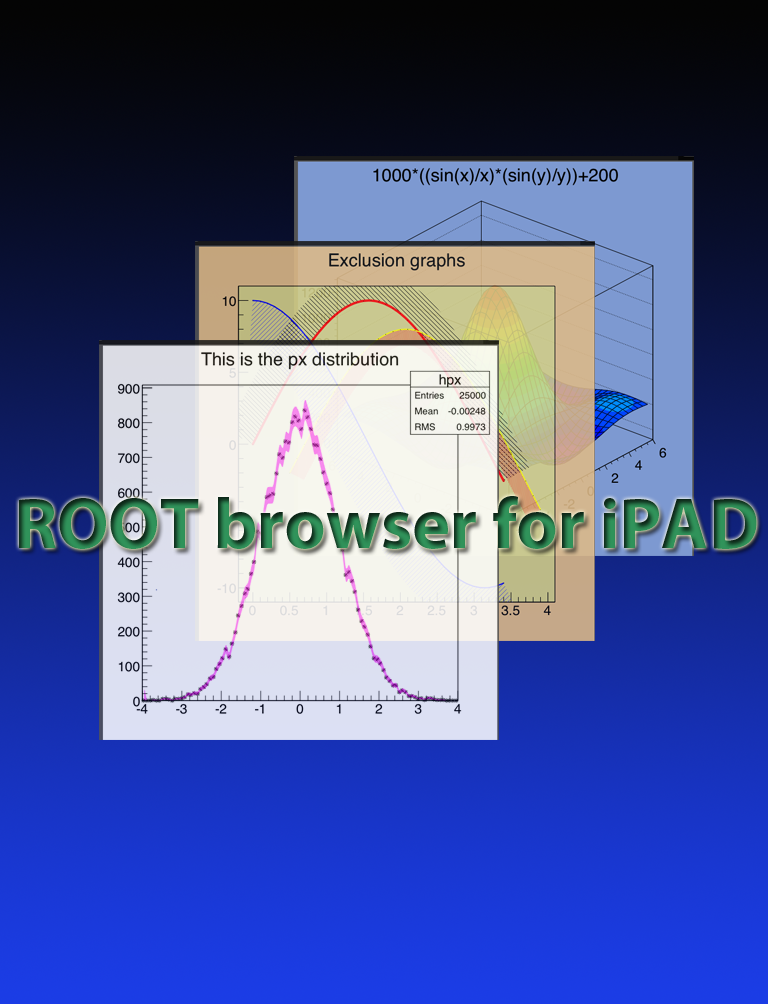 1000*((sin(x)/x)*(sin(y)/y))+200
6
4
2
0
-2
Exclusion graphs
10
5
0
-10
0 0.5 1 1.5 2 2.5 3 3.5 4
This is the px distribution
hpx
Entries 25000
Mean -0.00248
RMS 0.9973
900
800
700
600
500
400
300
200
100
0
-4 -3 -2 -1 0 1 2 3 4
ROOT browser for iPAD